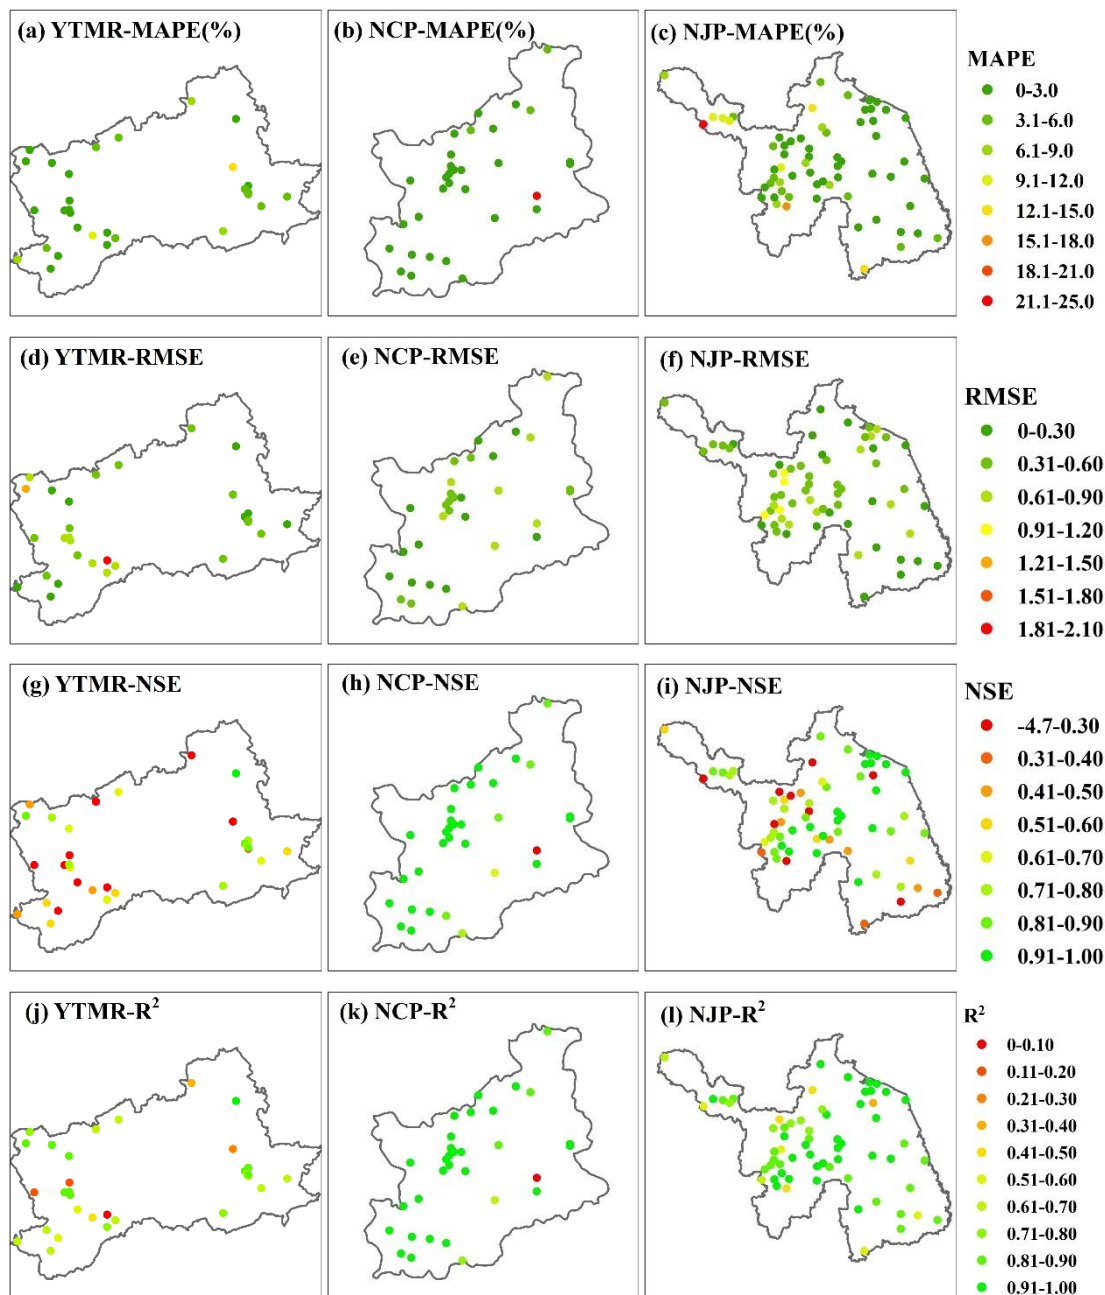 (a) YTMR-MAPE(%)
(b) NCP-MAPE(%)
(c) NJP-MAPE(%)
MAPE
0-3.0
3.1-6.0
6.1-9.0
9.1-12.0
12.1-15.0
15.1-18.0
18.1-21.0
21.1-25.0
(d) YTMR-RMSE
(e) NCP-RMSE
(f) NJP-RMSE
RMSE
0-0.30
0.31-0.60
0.61-0.90
0.91-1.20
1.21-1.50
1.51-1.80
1.81-2.10
(g) YTMR-NSE
(h) NCP-NSE
(i) NJP-NSE
NSE
-4.7-0.30
0.31-0.40
0.41-0.50
0.51-0.60
0.61-0.70
0.71-0.80
0.81-0.90
0.91-1.00
(j) YTMR-R²
(k) NCP-R²
(l) NJP-R²
R²
0-0.10
0.11-0.20
0.21-0.30
0.31-0.40
0.41-0.50
0.51-0.60
0.61-0.70
0.71-0.80
0.81-0.90
0.91-1.00